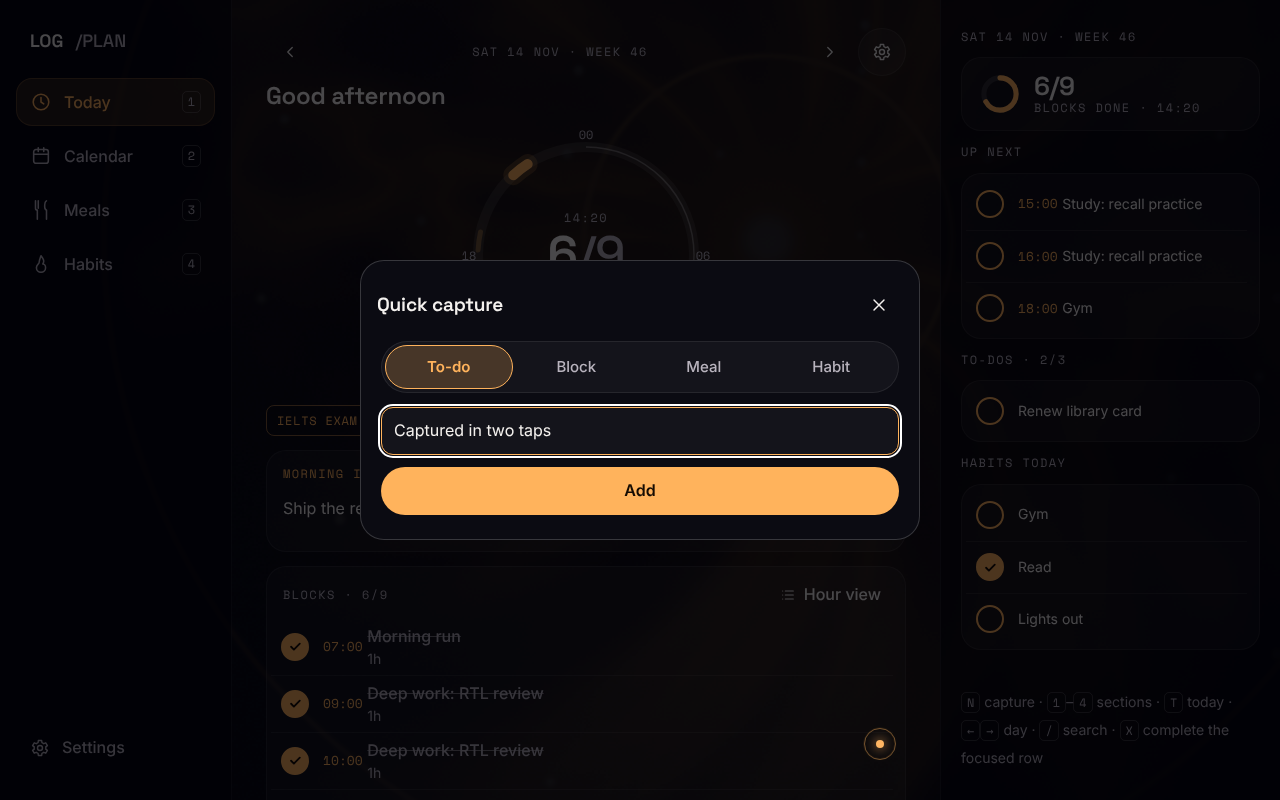 LOG /PLAN
Today 1
Calendar 2
Meals 3
Habits 4
Settings
SAT 14 NOV · WEEK 46
Good afternoon
00
14:20
6/9
18
06
Quick capture
To-do Block Meal Habit
Captured in two taps
Add
IELTS EXAM
MORNING
Ship the
BLOCKS · 6/9
Hour view
07:00 Morning run
1h
09:00 Deep work: RTL review
1h
10:00 Deep work: RTL review
1h
SAT 14 NOV · WEEK 46
6/9
BLOCKS DONE · 14:20
UP NEXT
15:00 Study: recall practice
16:00 Study: recall practice
18:00 Gym
TO-DOS · 2/3
Renew library card
HABITS TODAY
Gym
Read
Lights out
N capture · 1–4 sections · T today ·
← → day · / search · X complete the
focused row